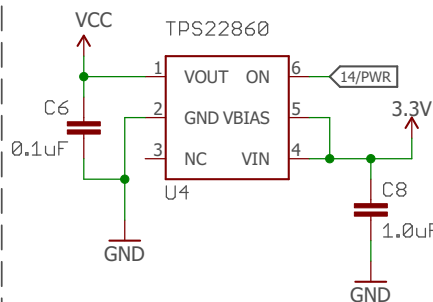 TPS22860
VCC
1 VOUT ON 6
14/PWR
C6
2 GND VBIAS 5
3.3V
0.1uF
3 NC VIN 4
U4
C8
1.0uF
GND
GND